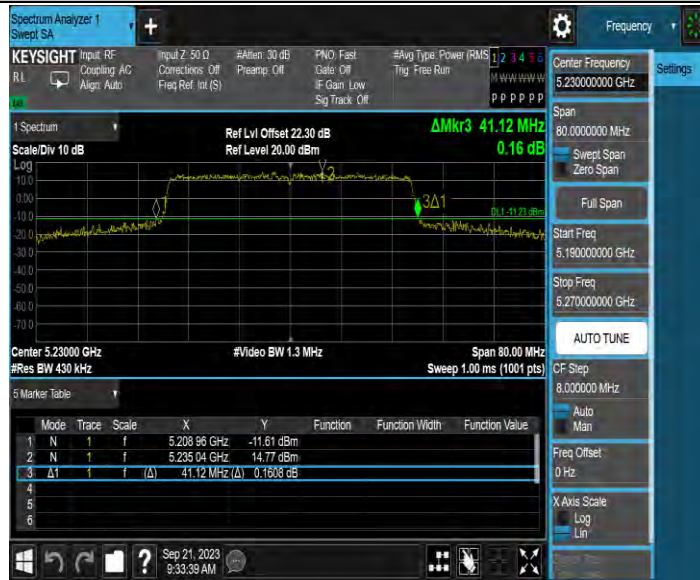 Spectrum Analyzer 1
Swept SA
+
Frequency
KEYSIGHT
RL
Input: RF
Coupling: AC
Align: Auto
Input Z: 50 Ω
Corrections: Off
Freq Ref: Int (S)
#Atten: 30 dB
Preamp: Off
PNO: Fast
Gate: Off
IF Gain: Low
Sig Track: Off
#Avg Type: Power (RMS
Trig: Free Run
1 2 3 4 5 6
M W W W W W
P P P P P P
1 Spectrum
Scale/Div 10 dB
Ref Lvl Offset 22.30 dB
Ref Level 20.00 dBm
ΔMkr3 41.12 MHz
0.16 dB
Log
10.0
0.00
-10.0
-20.0
-30.0
-40.0
-50.0
-60.0
-70.0
2
3Δ1
DL1 -11.23 dBm
Center 5.23000 GHz
#Video BW 1.3 MHz
Span 80.00 MHz
#Res BW 430 kHz
Sweep 1.00 ms (1001 pts)
5 Marker Table
Mode Trace Scale X Y Function Function Width Function Value
1 N 1 f 5.208 96 GHz -11.61 dBm
2 N 1 f 5.235 04 GHz 14.77 dBm
3 Δ1 1 f (Δ) 41.12 MHz (Δ) 0.1608 dB
4
5
6
Sep 21, 2023
9:33:39 AM
?
Center Frequency
5.230000000 GHz
Settings
Span
80.0000000 MHz
Swept Span
Zero Span
Full Span
Start Freq
5.190000000 GHz
Stop Freq
5.270000000 GHz
AUTO TUNE
CF Step
8.000000 MHz
Auto
Man
Freq Offset
0 Hz
X Axis Scale
Log
Lin